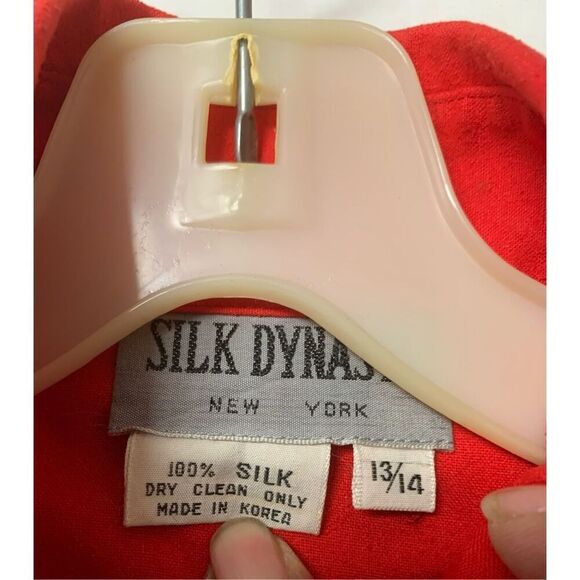 SILK DYNAS
NEW YORK
100% SILK
DRY CLEAN ONLY
MADE IN KOREA
13/14